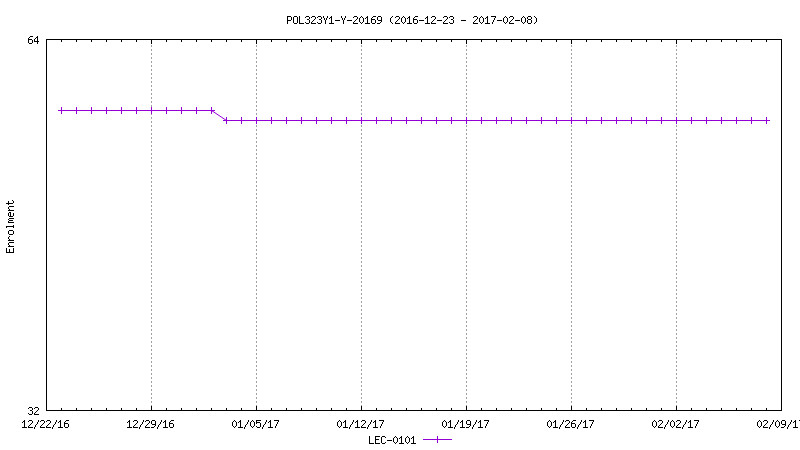 POL323Y1-Y-20169 (2016-12-23 - 2017-02-08)
64
Enrolment
32
12/22/16 12/29/16 01/05/17 01/12/17 01/19/17 01/26/17 02/02/17 02/09/1
LEC-0101